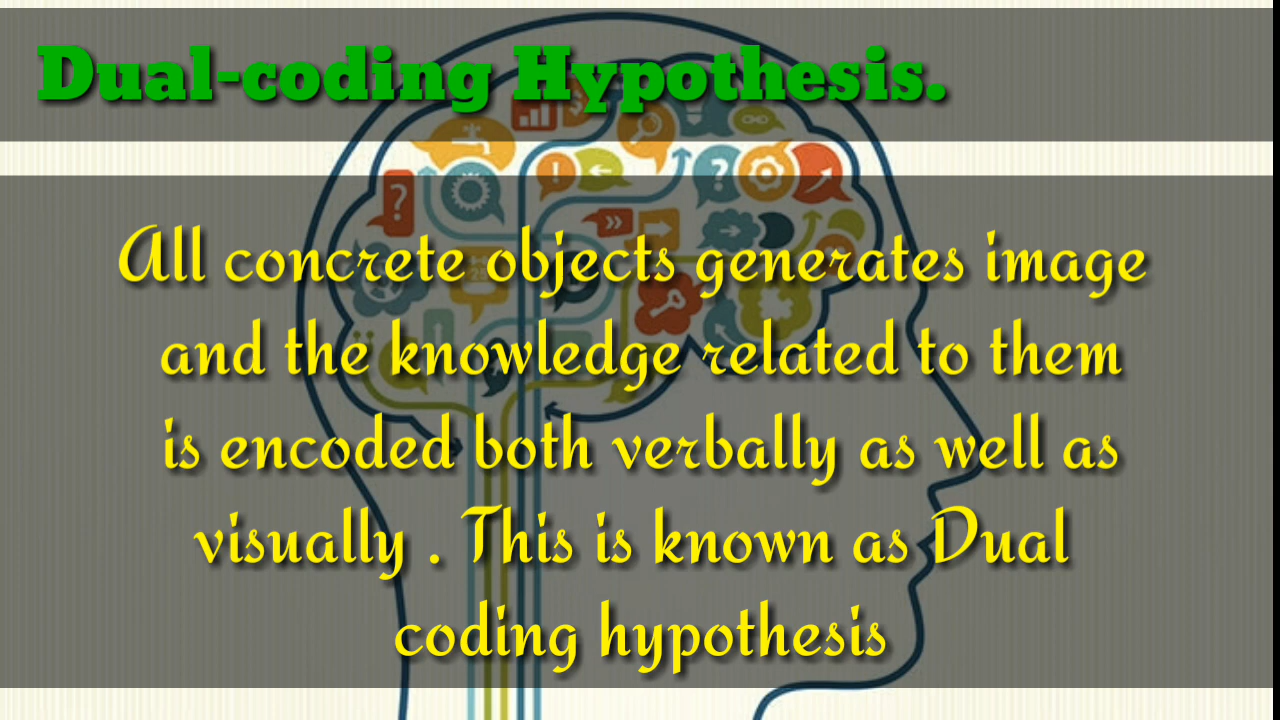 Dual-coding Hypothesis.
All concrete objects generates image
and the knowledge related to them
is encoded both verbally as well as
visually . This is known as Dual
coding hypothesis